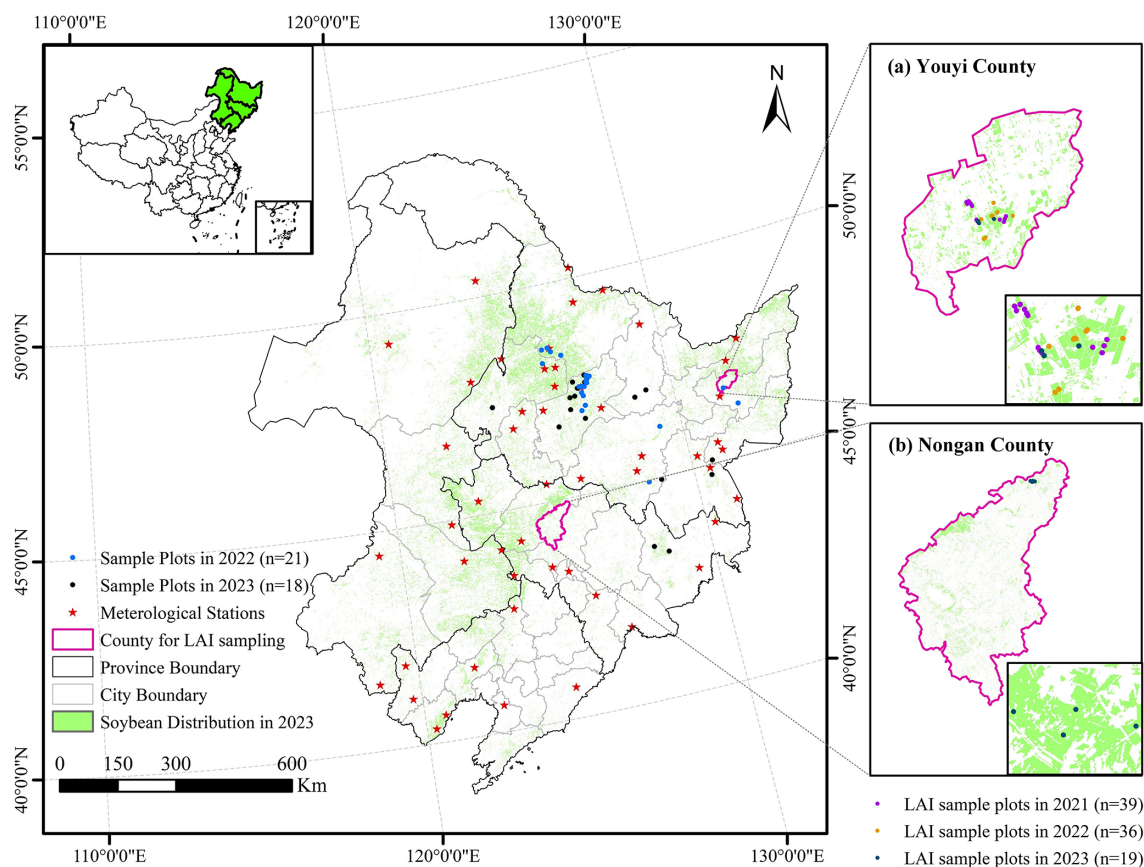 110°0'0"E
120°0'0"E
130°0'0"E
N
55°0'0"N
50°0'0"N
45°0'0"N
40°0'0"N
50°0'0"N
45°0'0"N
40°0'0"N
Sample Plots in 2022 (n=21)
Sample Plots in 2023 (n=18)
Meterological Stations
County for LAI sampling
Province Boundary
City Boundary
Soybean Distribution in 2023
0 150 300 600
Km
110°0'0"E
120°0'0"E
130°0'0"E
(a) Youyi County
(b) Nongan County
LAI sample plots in 2021 (n=39)
LAI sample plots in 2022 (n=36)
LAI sample plots in 2023 (n=19)